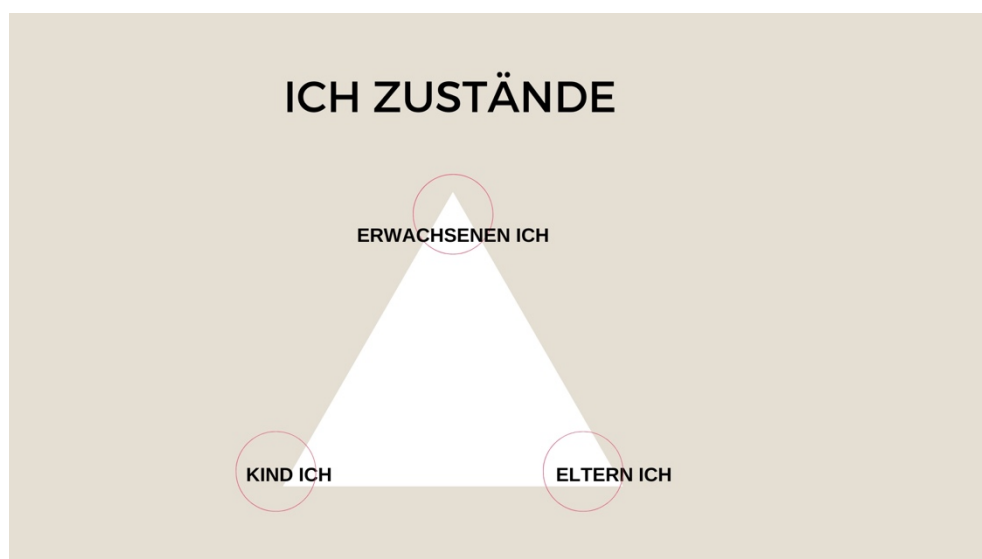 ICH ZUSTÄNDE
ERWACHSENEN ICH
KIND ICH
ELTERN ICH